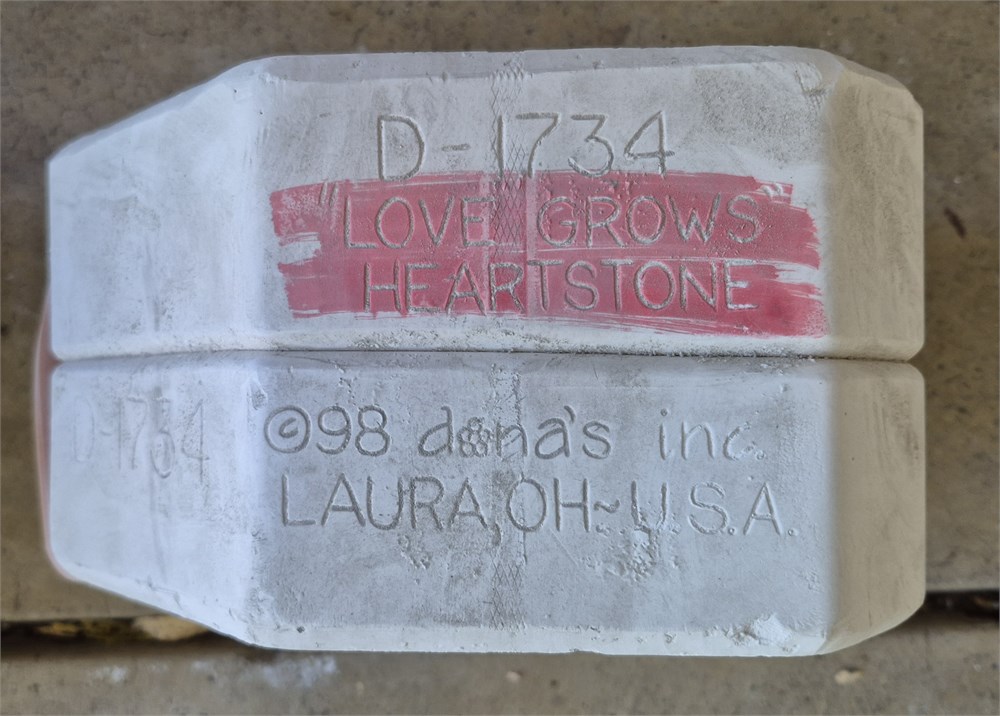 D-1734
"LOVE GROWS"
HEARTSTONE
D-1734
©98 dona's inc.
LAURA, OH~U.S.A.